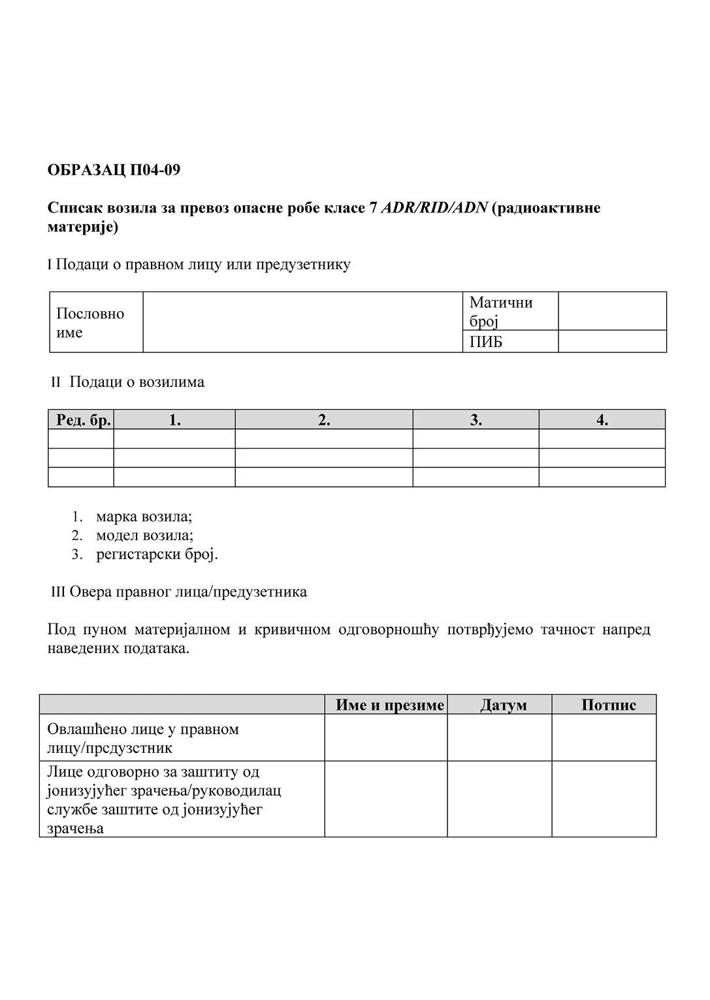 ОБРАЗАЦ П04-09
Списак возила за превоз опасне робе класе 7 ADR/RID/ADN (радиоактивне
материје)
I Подаци о правном лицу или предузетнику
Пословно
име
Матични
број
ПИБ
II Подаци о возилима
Ред. бр. 1. 2. 3. 4.
1. марка возила;
2. модел возила;
3. регистарски број.
III Овера правног лица/предузетника
Под пуном материјалном и кривичном одговорношћу потврђујемо тачност напред
наведених података.
Име и презиме Датум Потпис
Овлашћено лице у правном
лицу/предузетник
Лице одговорно за заштиту од
јонизујућег зрачења/руководилац
службе заштите од јонизујућег
зрачења